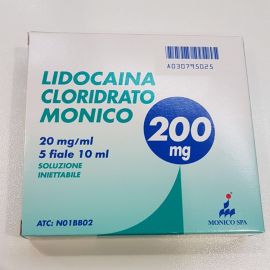 A030795025
LIDOCAINA
CLORIDRATO
MONICO
200
mg
20 mg/ml
5 fiale 10 ml
SOLUZIONE
INIETTABILE
ATC: N01BB02
MONICO SPA